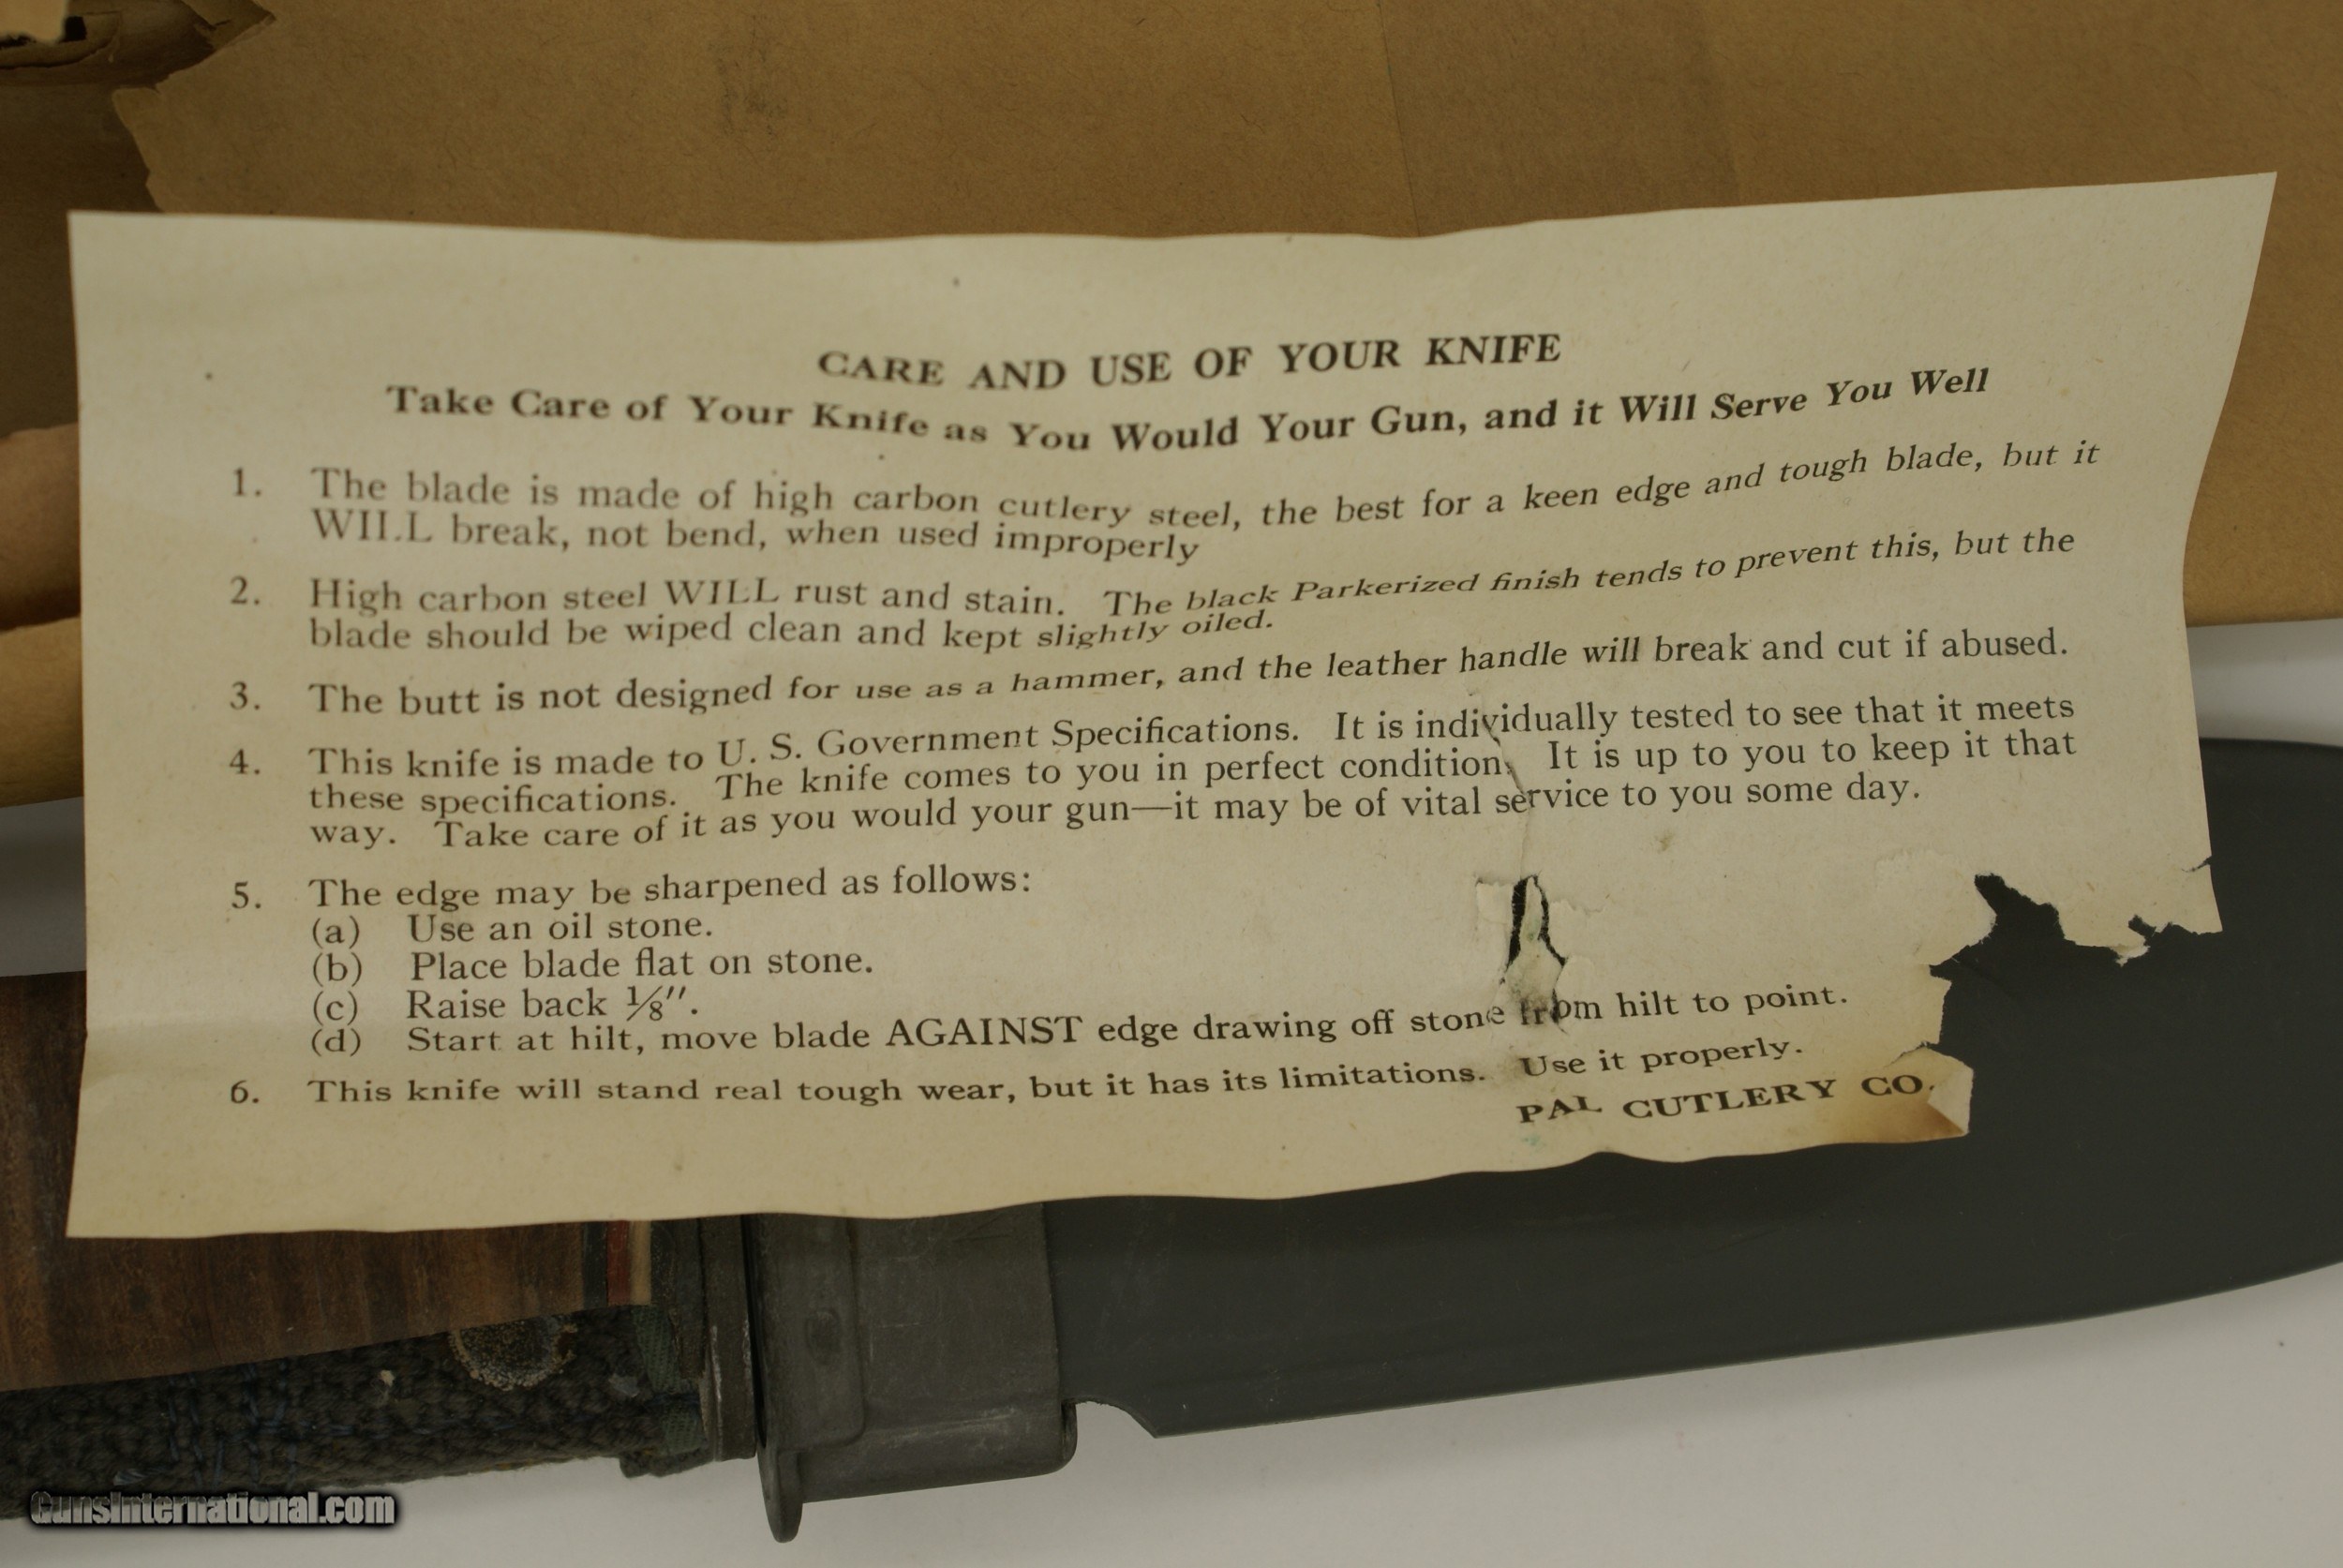 CARE AND USE OF YOUR KNIFE
Take Care of Your Knife as You Would Your Gun, and it Will Serve You Well
1. The blade is made of high carbon cutlery steel, the best for a keen edge and tough blade, but it
WILL break, not bend, when used improperly
2. High carbon steel WILL rust and stain. The black Parkerized finish tends to prevent this, but the
blade should be wiped clean and kept slightly oiled.
3. The butt is not designed for use as a hammer, and the leather handle will break and cut if abused.
4. This knife is made to U. S. Government Specifications. It is individually tested to see that it meets
these specifications. The knife comes to you in perfect condition. It is up to you to keep it that
way. Take care of it as you would your gun—it may be of vital service to you some day.
5. The edge may be sharpened as follows:
(a) Use an oil stone.
(b) Place blade flat on stone.
(c) Raise back ⅛″.
(d) Start at hilt, move blade AGAINST edge drawing off stone from hilt to point.
6. This knife will stand real tough wear, but it has its limitations. Use it properly.
PAL CUTLERY CO.
GunsInternational.com